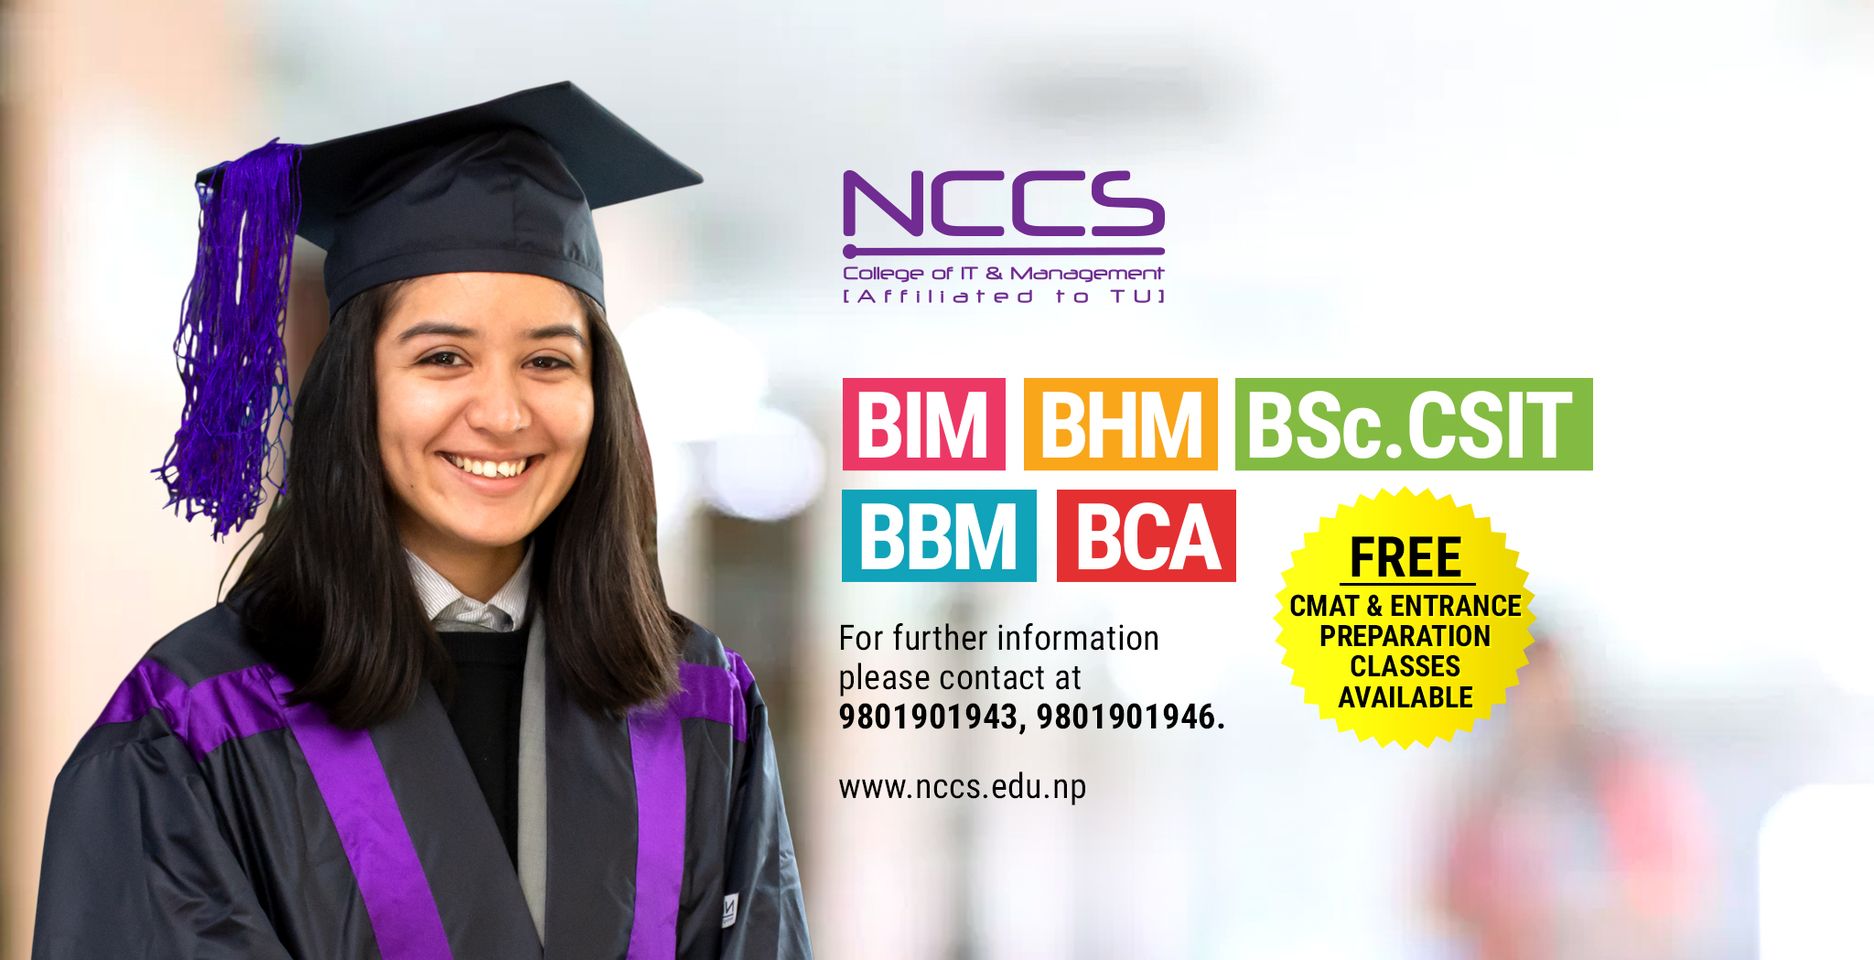 NCCS
College of IT & Management
[Affiliated to TU]
BIM BHM BSc.CSIT
BBM BCA
FREE
CMAT & ENTRANCE
PREPARATION
CLASSES
AVAILABLE
For further information
please contact at
9801901943, 9801901946.
www.nccs.edu.np